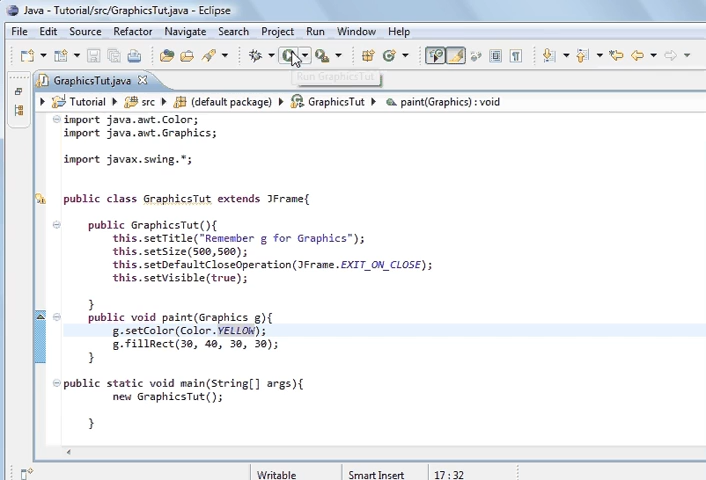 Java - Tutorial/src/GraphicsTut.java - Eclipse
File Edit Source Refactor Navigate Search Project Run Window Help
Run GraphicsTut
GraphicsTut.java
Tutorial src (default package) GraphicsTut paint(Graphics) : void
import java.awt.Color;
import java.awt.Graphics;
import javax.swing.*;
public class GraphicsTut extends JFrame{
public GraphicsTut(){
this.setTitle("Remember g for Graphics");
this.setSize(500,500);
this.setDefaultCloseOperation(JFrame.EXIT_ON_CLOSE);
this.setVisible(true);
}
public void paint(Graphics g){
g.setColor(Color.YELLOW);
g.fillRect(30, 40, 30, 30);
}
public static void main(String[] args){
new GraphicsTut();
}
Writable Smart Insert 17 : 32